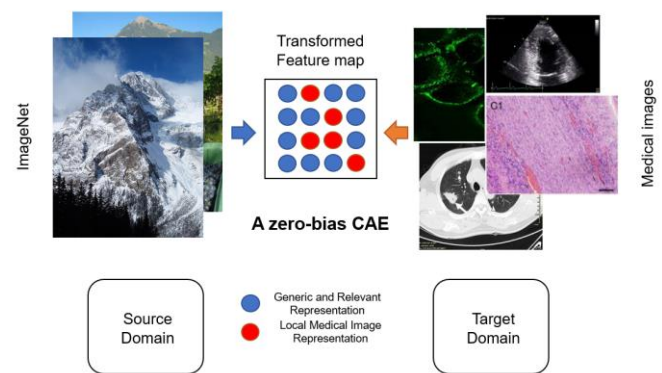 Transformed
Feature map
ImageNet
C1
Medical images
A zero-bias CAE
Source
Domain
Generic and Relevant
Representation
Local Medical Image
Representation
Target
Domain